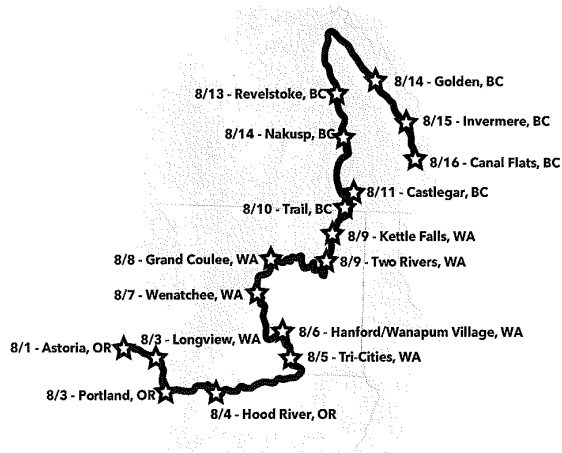 8/14 - Golden, BC
8/13 - Revelstoke, BC
8/15 - Invermere, BC
8/14 - Nakusp, BC
8/16 - Canal Flats, BC
8/11 - Castlegar, BC
8/10 - Trail, BC
8/9 - Kettle Falls, WA
8/8 - Grand Coulee, WA
8/9 - Two Rivers, WA
8/7 - Wenatchee, WA
8/6 - Hanford/Wanapum Village, WA
8/3 - Longview, WA
8/1 - Astoria, OR
8/5 - Tri-Cities, WA
8/3 - Portland, OR
8/4 - Hood River, OR